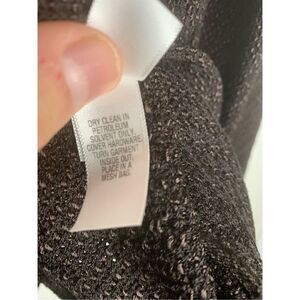 DRY CLEAN IN
PETROLEUM
SOLVENT ONLY.
COVER HARDWARE.
TURN GARMENT
INSIDE OUT.
PLACE IN A
MESH BAG.